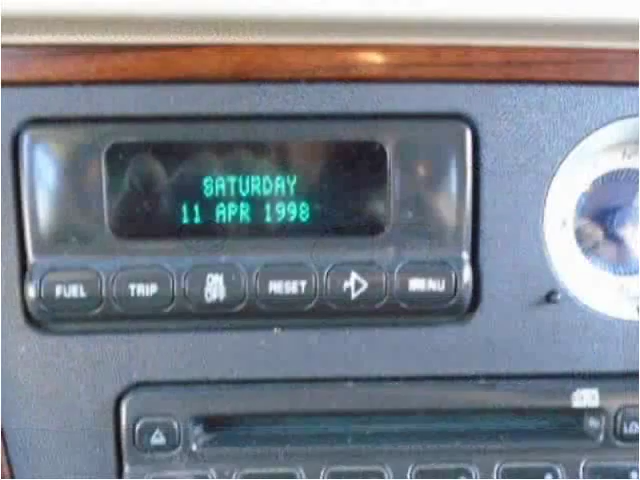 SATURDAY
11 APR 1998
FUEL TRIP ON RESET MENU
OFF